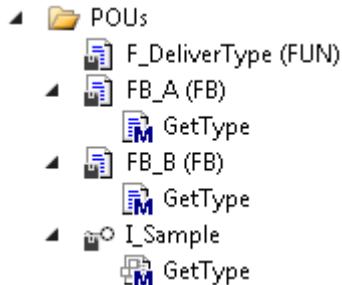 POUs
F_DeliverType (FUN)
FB_A (FB)
GetType
FB_B (FB)
GetType
I_Sample
GetType